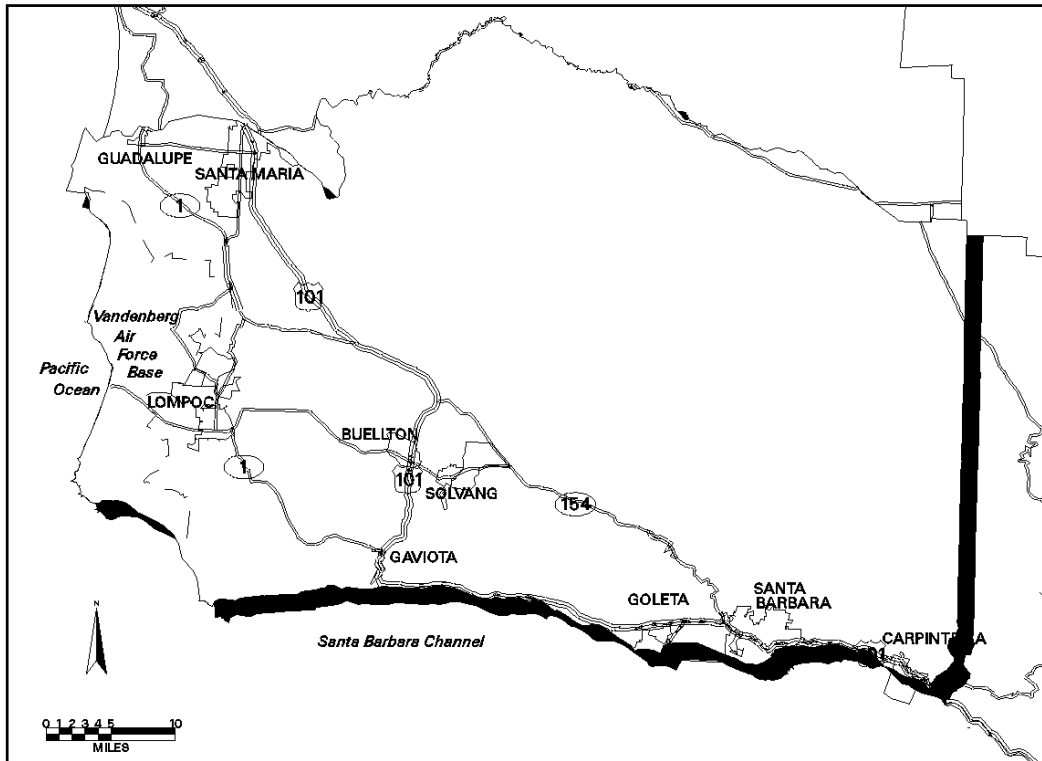 GUADALUPE
SANTA MARIA
1
101
Vandenberg
Air
Force
Base
Pacific
Ocean
LOMPOC
BUELLTON
1
101
SOLVANG
154
GAVIOTA
SANTA
BARBARA
GOLETA
N
Santa Barbara Channel
0 1 2 3 4 5 10
MILES